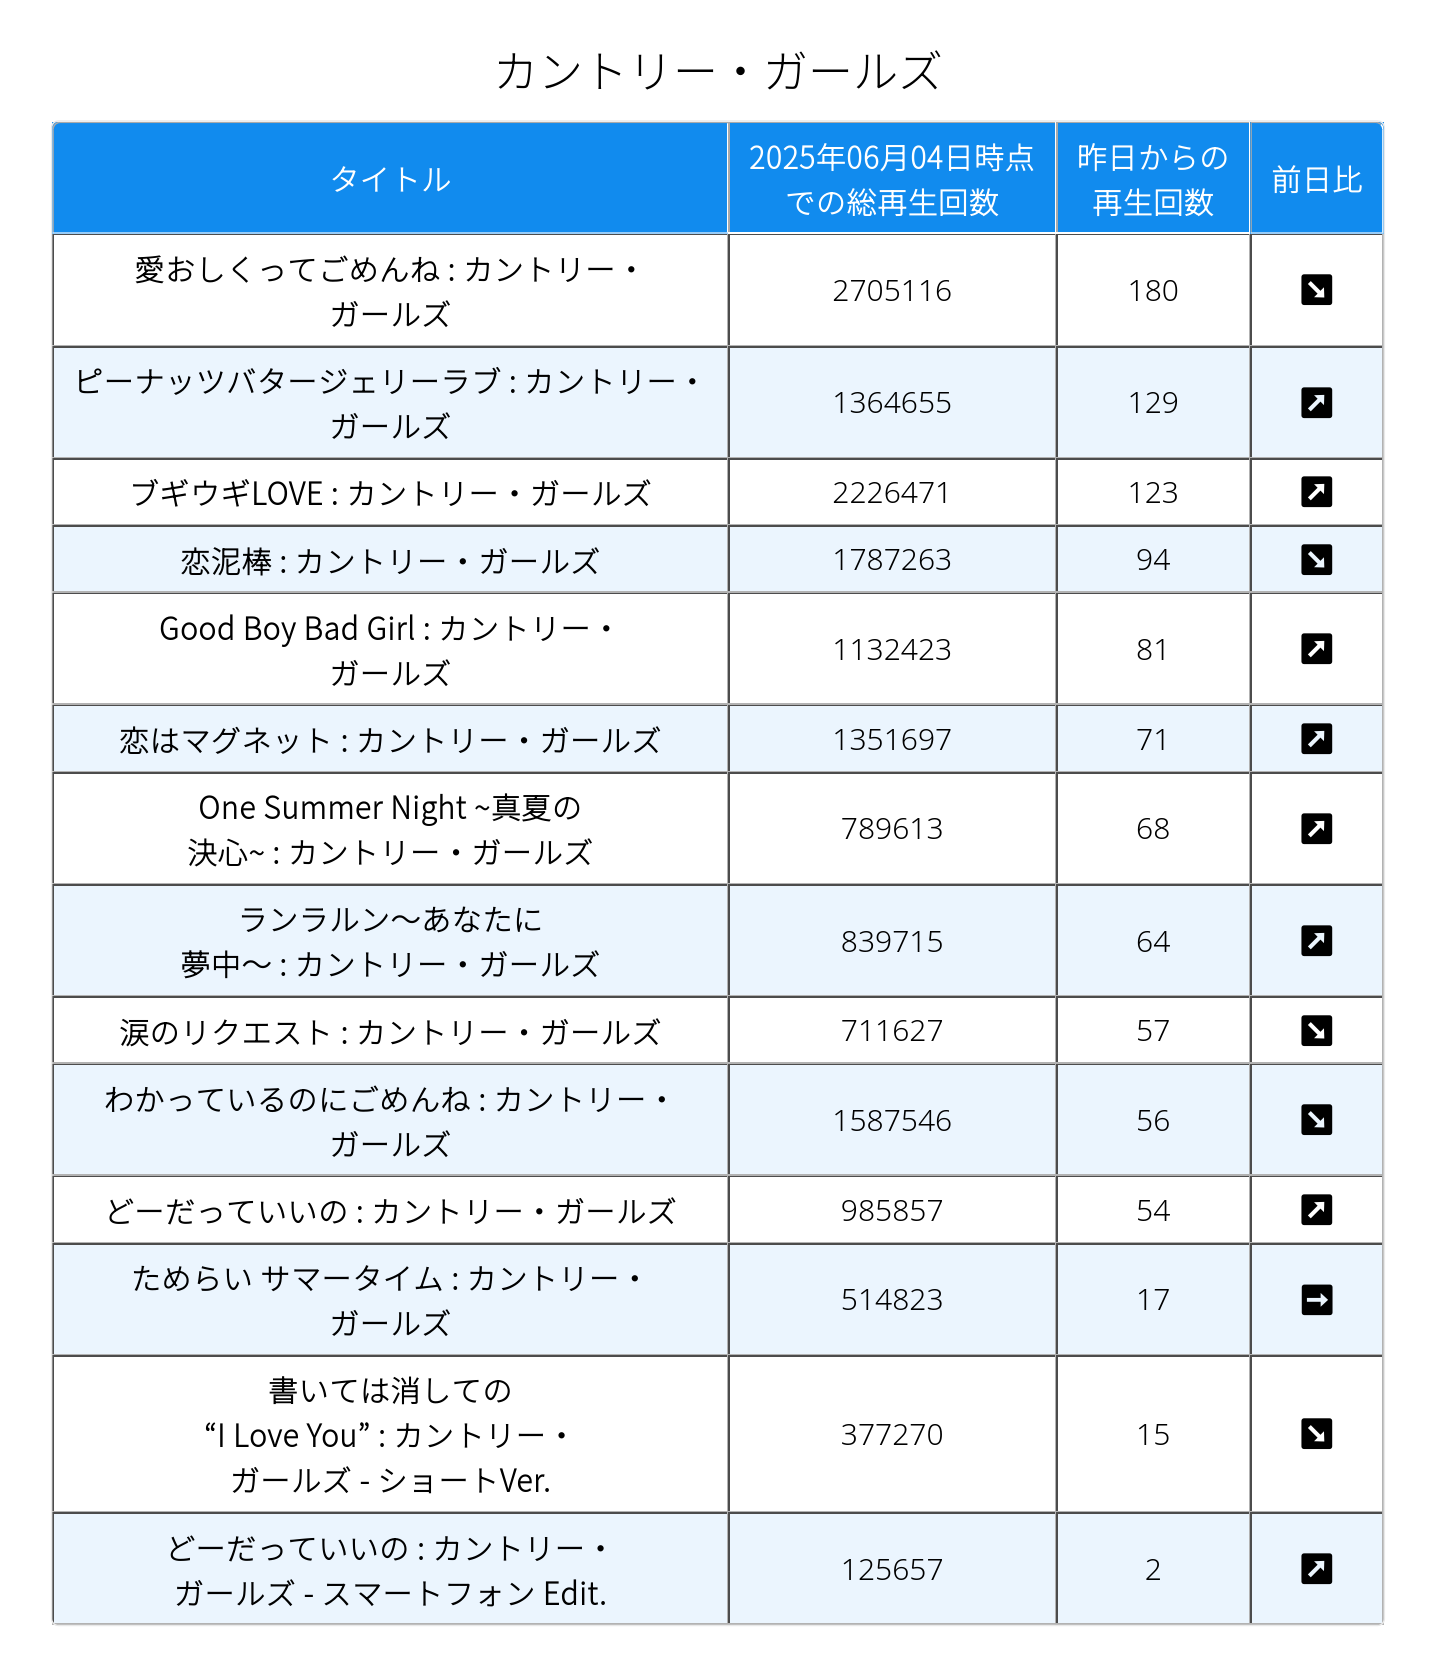 カントリー・ガールズ
タイトル
2025年06月04日時点
での総再生回数
昨日からの
再生回数
前日比
愛おしくってごめんね : カントリー・
ガールズ
2705116
180
ピーナッツバタージェリーラブ : カントリー・
ガールズ
1364655
129
ブギウギLOVE : カントリー・ガールズ
2226471
123
恋泥棒 : カントリー・ガールズ
1787263
94
Good Boy Bad Girl : カントリー・
ガールズ
1132423
81
恋はマグネット : カントリー・ガールズ
1351697
71
One Summer Night ~真夏の
決心~ : カントリー・ガールズ
789613
68
ランラルン～あなたに
夢中～ : カントリー・ガールズ
839715
64
涙のリクエスト : カントリー・ガールズ
711627
57
わかっているのにごめんね : カントリー・
ガールズ
1587546
56
どーだっていいの : カントリー・ガールズ
985857
54
ためらい サマータイム : カントリー・
ガールズ
514823
17
書いては消しての
“I Love You” : カントリー・
ガールズ - ショートVer.
377270
15
どーだっていいの : カントリー・
ガールズ - スマートフォン Edit.
125657
2